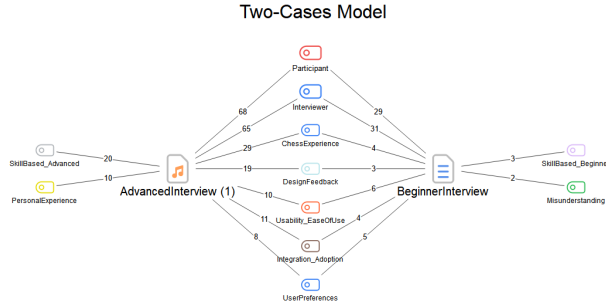 Two-Cases Model
Participant
68
29
Interviewer
65
31
ChessExperience
29
4
SkillBased_Advanced
20
DesignFeedback
19
3
SkillBased_Beginne
3
PersonalExperience
10
AdvancedInterview (1)
BeginnerInterview
Misunderstanding
2
Usability_EaseOfUse
10
6
Integration_Adoption
11
4
UserPreferences
8
5